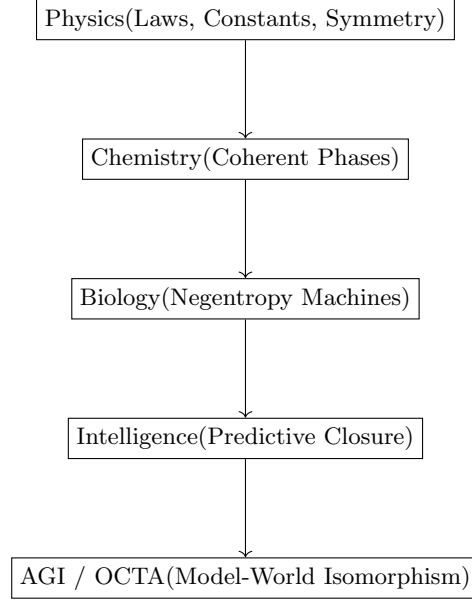 Physics(Laws, Constants, Symmetry)
Chemistry(Coherent Phases)
Biology(Negentropy Machines)
Intelligence(Predictive Closure)
AGI / OCTA(Model-World Isomorphism)